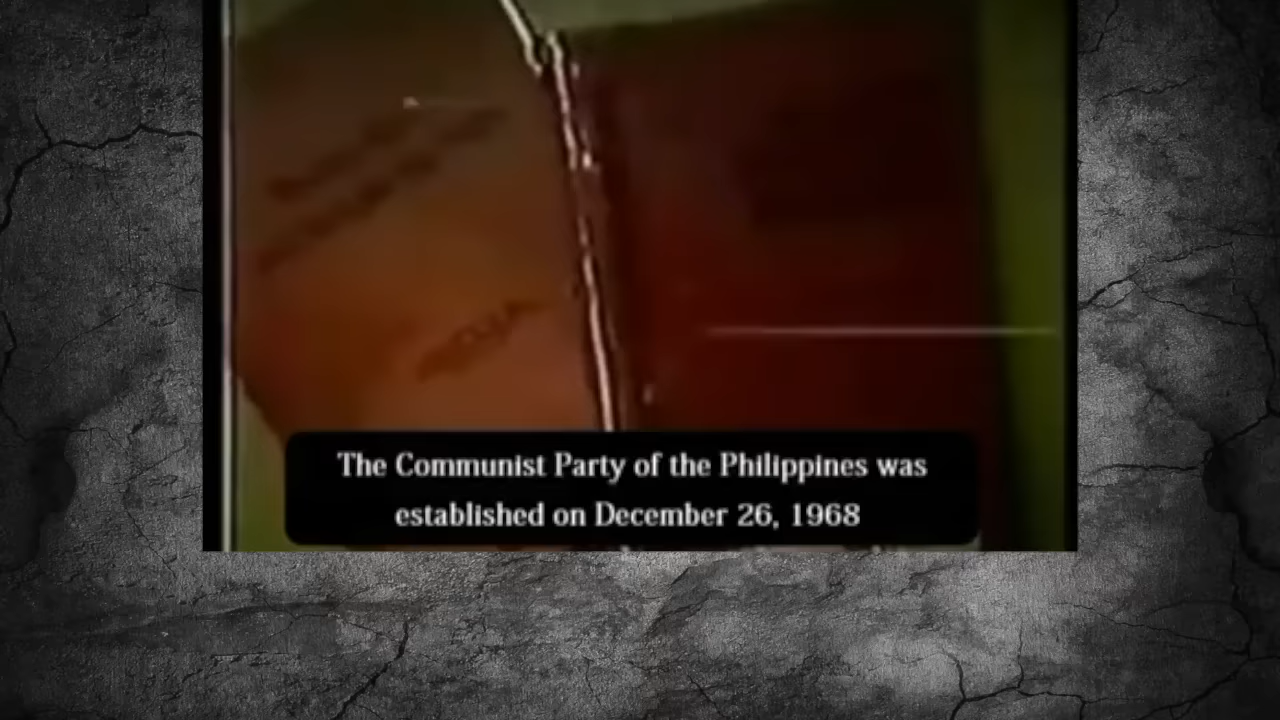 The Communist Party of the Philippines was
established on December 26, 1968